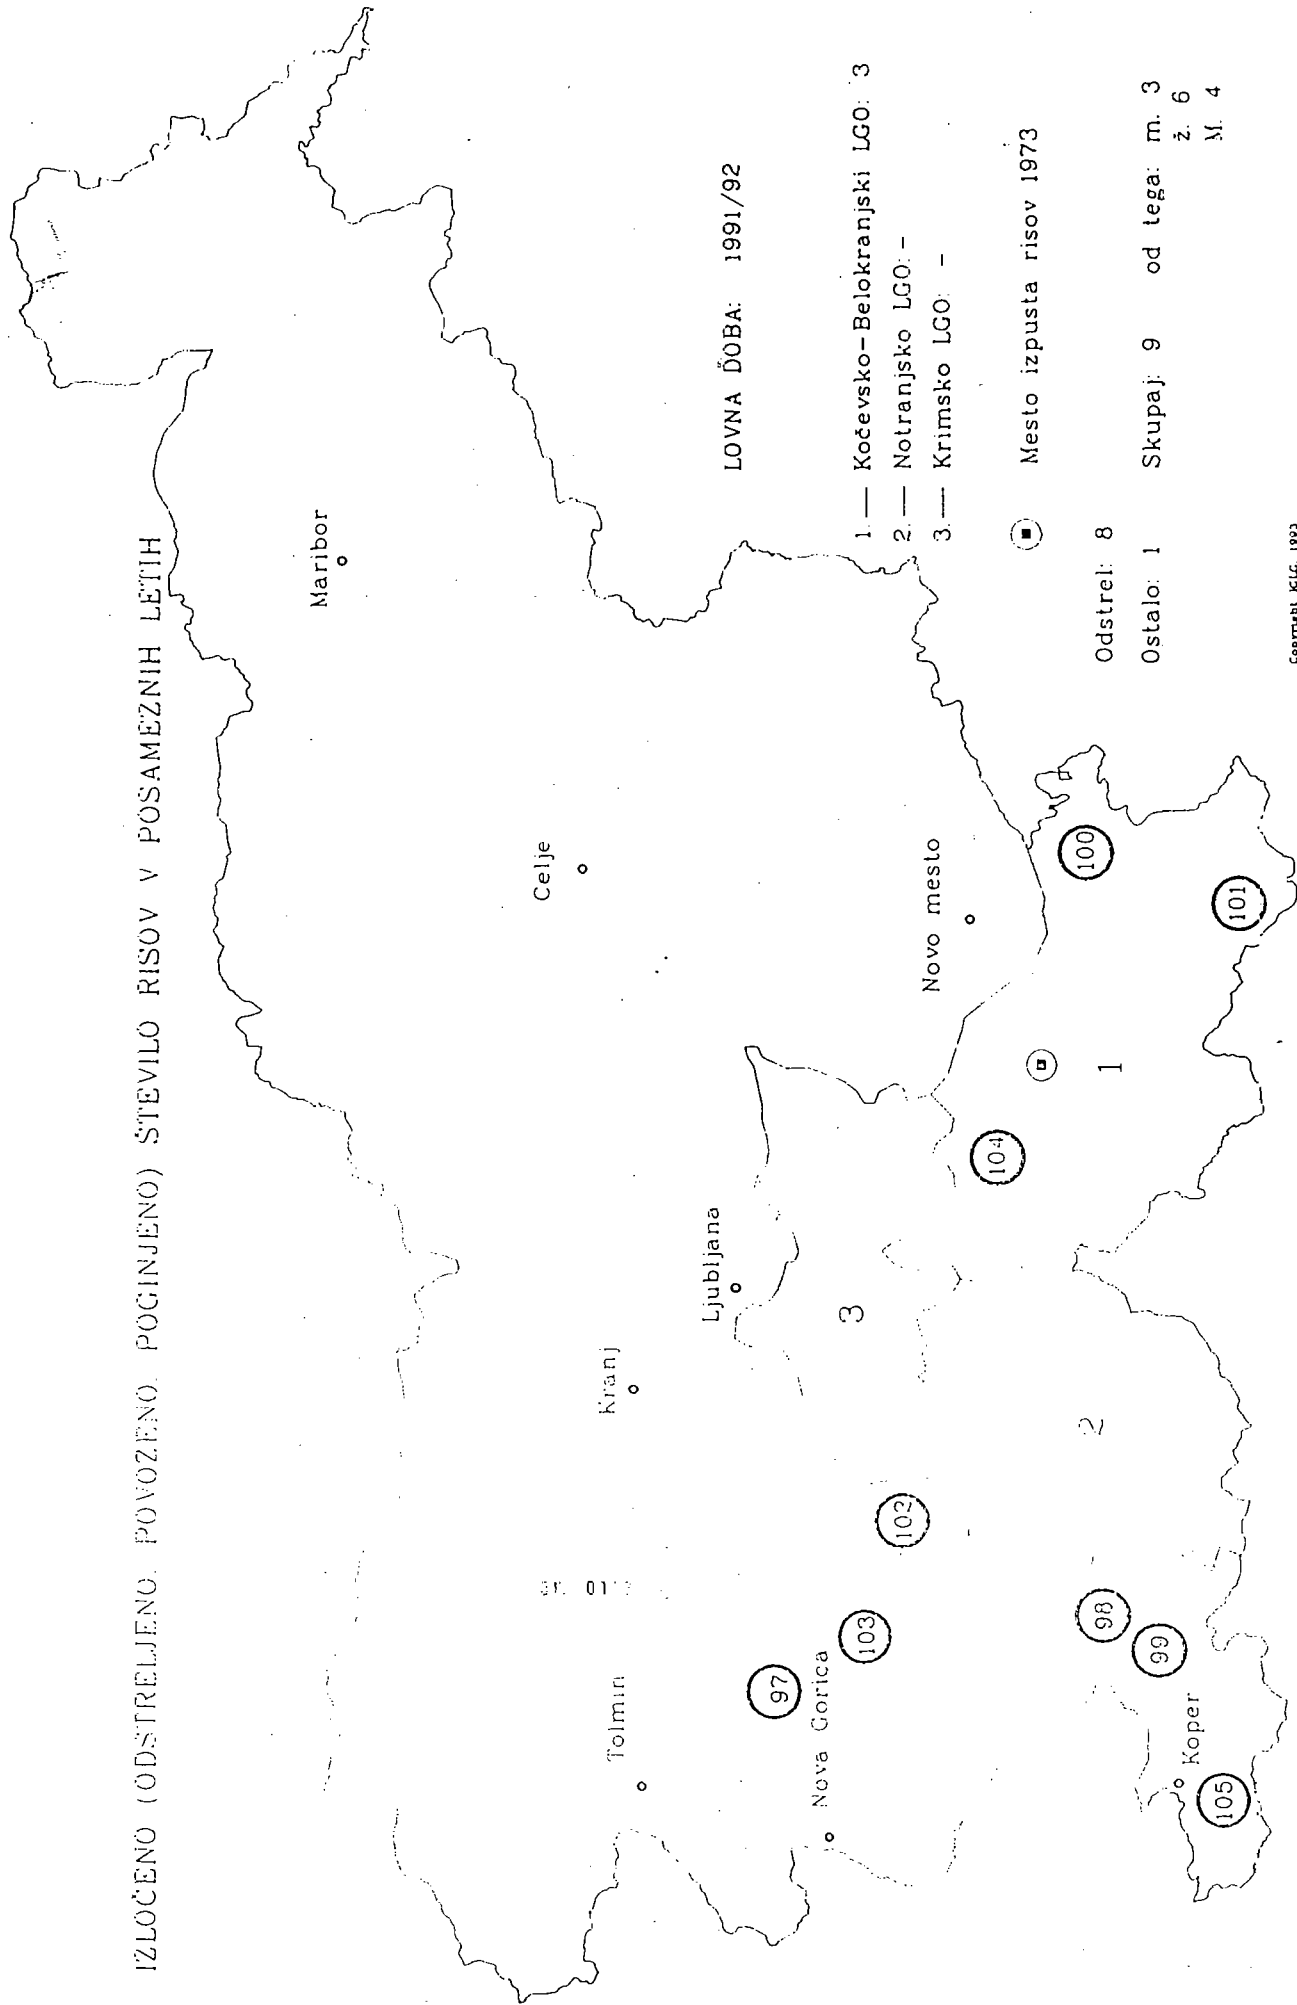 IZLOČENO (ODSTRELJENO, POVOŽENO, POGINJENO) ŠTEVILO RISOV V POSAMEZNIH LETIH
Maribor
Celje
Kranj
Tolmin
Ljubljana
Nova Gorica
Novo mesto
Koper
97
103
102
3
104
98
99
105
2
1
100
101
LOVNA DOBA: 1991/92
1. — Kočevsko-Belokranjski LGO: 3
2. — Notranjsko LGO: -
3. — Krimsko LGO: -
Mesto izpusta risov 1973
Odstrel: 8
Ostalo: 1 Skupaj: 9 od tega: m. 3
ž. 6
M. 4
1993